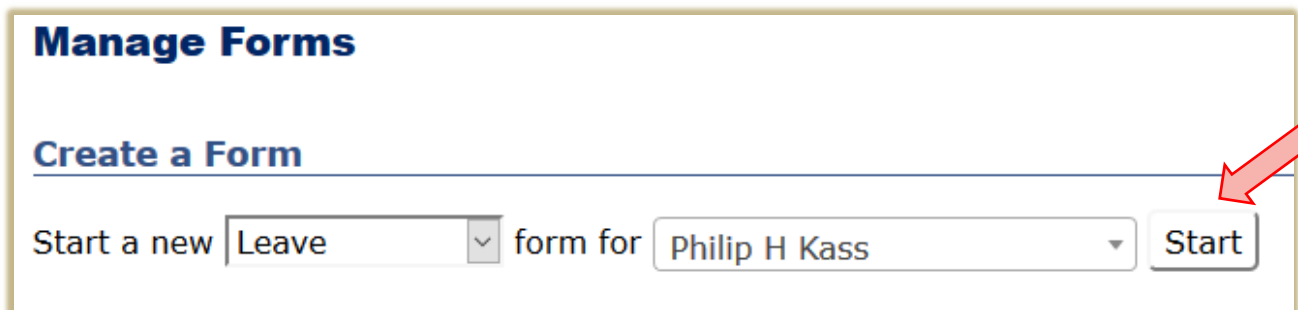 Manage Forms
Create a Form
Start a new Leave form for Philip H Kass Start